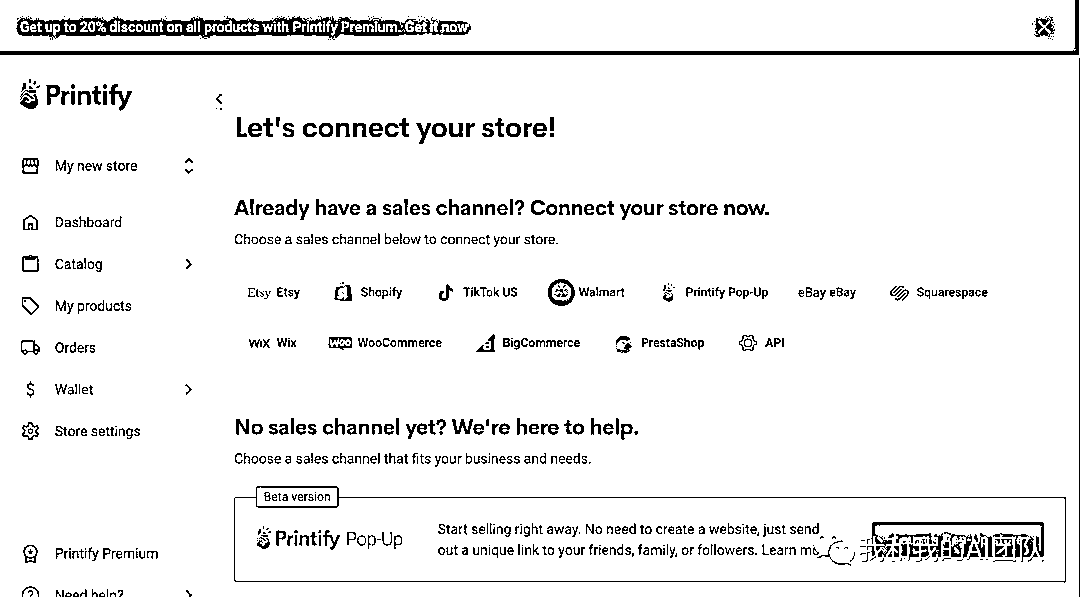 Get up to 20% discount on all products with Printify Premium. Get it now
Printify
Let's connect your store!
My new store
Already have a sales channel? Connect your store now.
Dashboard
Choose a sales channel below to connect your store.
Catalog
Etsy Etsy Shopify TikTok US Walmart Printify Pop-Up eBay eBay Squarespace
My products
Orders
WiX Wix WOO WooCommerce BigCommerce PrestaShop API
Wallet
No sales channel yet? We're here to help.
Store settings
Choose a sales channel that fits your business and needs.
Beta version
Printify Pop-Up
Start selling right away. No need to create a website, just send
out a unique link to your friends, family, or followers. Learn
我和我的AI团队
Printify Premium
Need help?